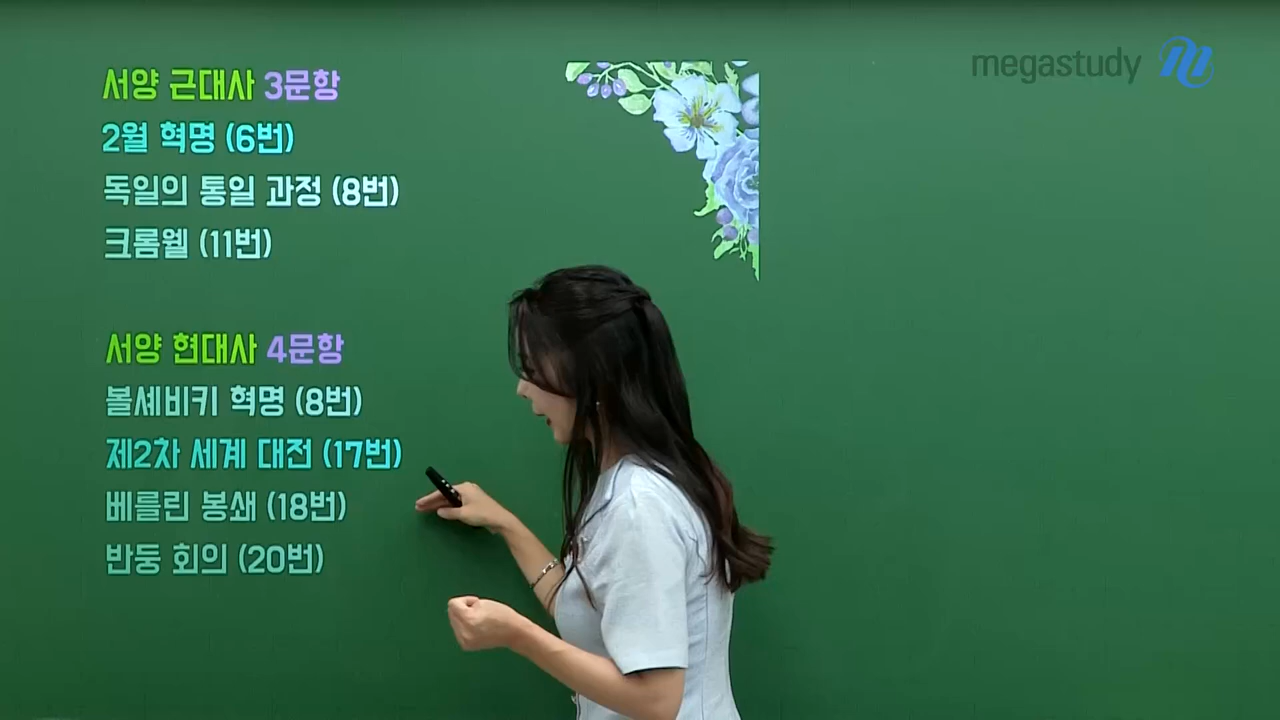 megastudy
서양 근대사 3문항
2월 혁명 (6번)
독일의 통일 과정 (8번)
크롬웰 (11번)
서양 현대사 4문항
볼셰비키 혁명 (8번)
제2차 세계 대전 (17번)
베를린 봉쇄 (18번)
반둥 회의 (20번)